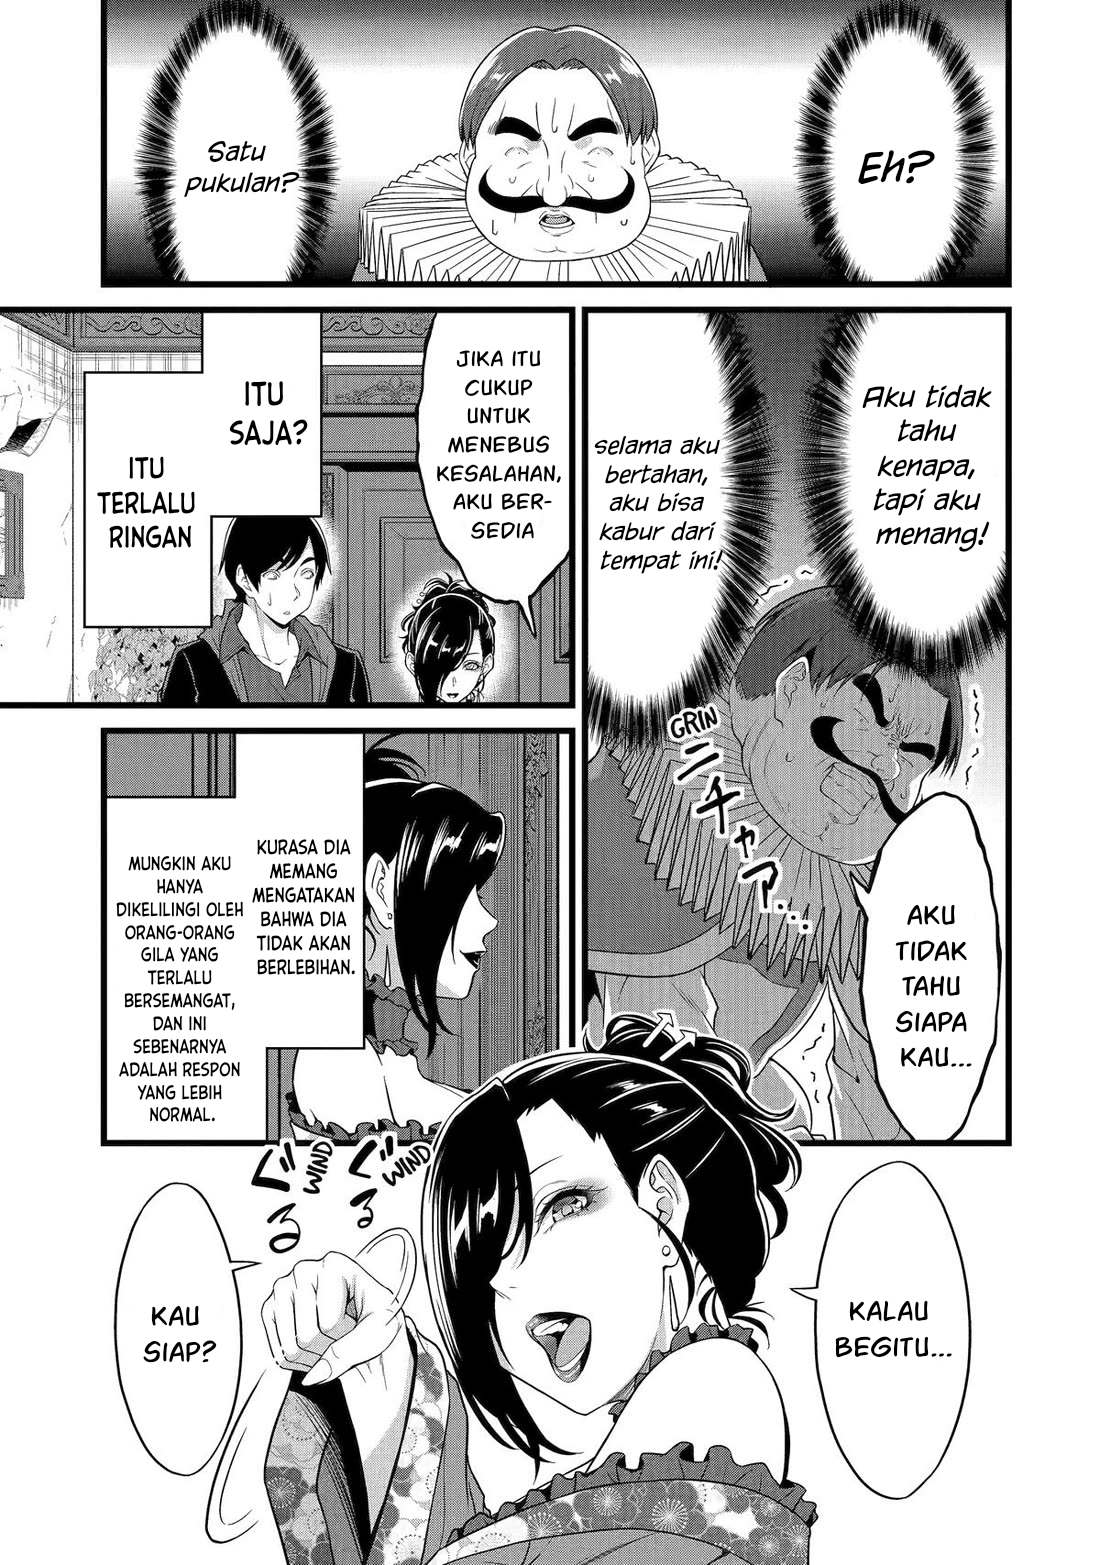 Eh?
Satu
pukulan?
Aku tidak
tahu
kenapa,
tapi aku
menang!
selama aku
bertahan,
aku bisa
kabur dari
tempat ini!
GRIN
ニチャァ...
AKU
TIDAK
TAHU
SIAPA
KAU...
JIKA ITU
CUKUP
UNTUK
MENEBUS
KESALAHAN,
AKU BER-
SEDIA
ITU
SAJA?
ITU
TERLALU
RINGAN
KURASA DIA
MEMANG
MENGATAKAN
BAHWA DIA
TIDAK AKAN
BERLEBIHAN.
MUNGKIN AKU
HANYA
DIKELILINGI OLEH
ORANG-ORANG
GILA YANG
TERLALU
BERSEMANGAT,
DAN INI
SEBENARNYA
ADALAH RESPON
YANG LEBIH
NORMAL.
KALAU
BEGITU...
WIND
ぐる
WIND
ぐる
KAU
SIAP?